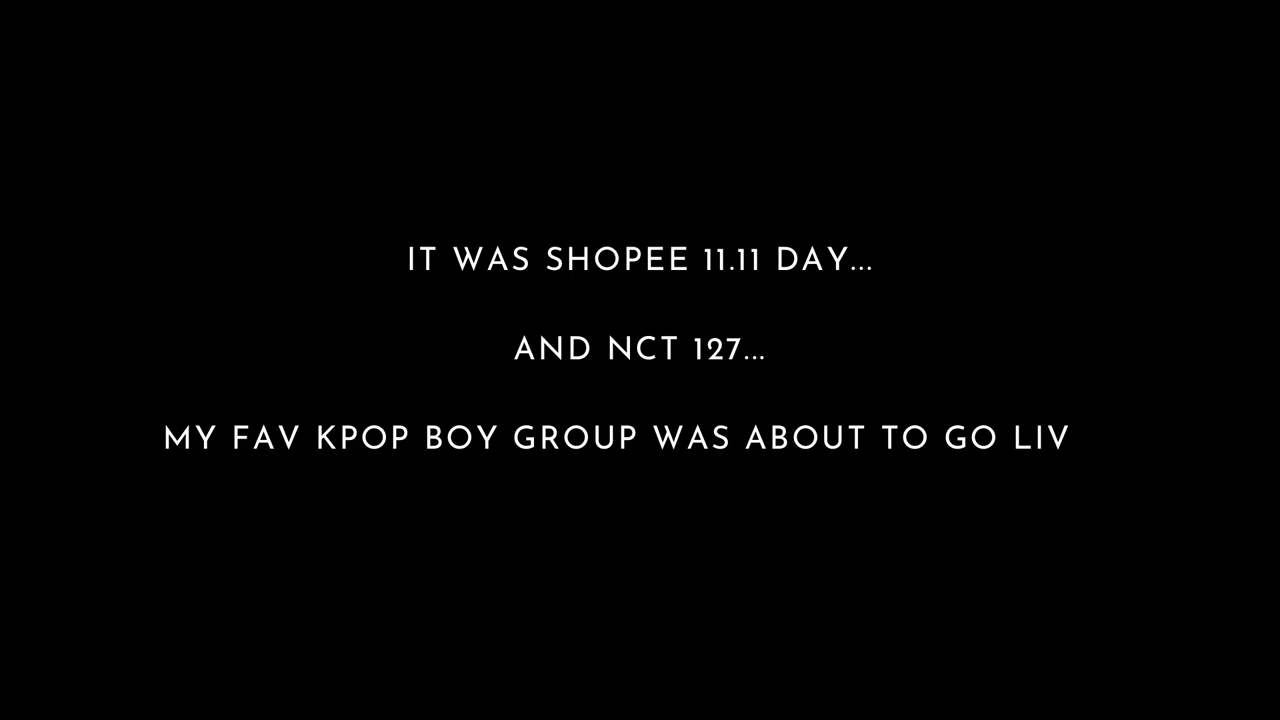 IT WAS SHOPEE 11.11 DAY...
AND NCT 127...
MY FAV KPOP BOY GROUP WAS ABOUT TO GO LIV